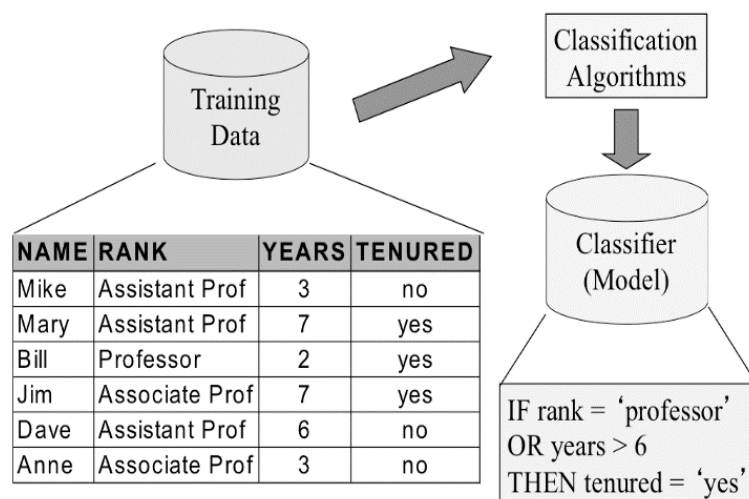 Training
Data
Classification
Algorithms
Classifier
(Model)
NAME RANK YEARS TENURED
Mike Assistant Prof 3 no
Mary Assistant Prof 7 yes
Bill Professor 2 yes
Jim Associate Prof 7 yes
Dave Assistant Prof 6 no
Anne Associate Prof 3 no
IF rank = ‘professor’
OR years > 6
THEN tenured = ‘yes’